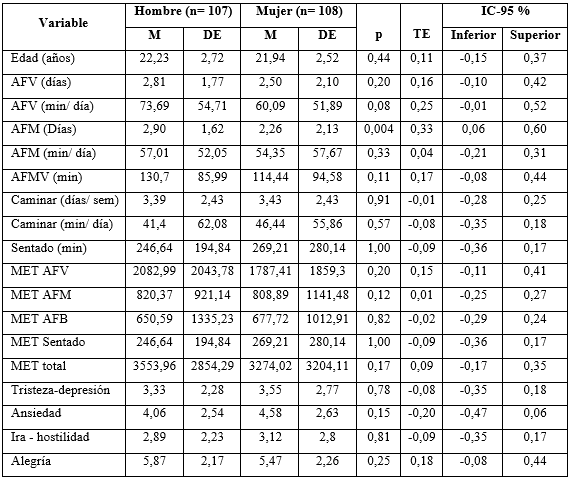 Variable Hombre (n= 107) Mujer (n= 108) p TE IC-95 %
M DE M DE Inferior Superior
Edad (años) 22,23 2,72 21,94 2,52 0,44 0,11 -0,15 0,37
AFV (días) 2,81 1,77 2,50 2,10 0,20 0,16 -0,10 0,42
AFV (min/ día) 73,69 54,71 60,09 51,89 0,08 0,25 -0,01 0,52
AFM (Días) 2,90 1,62 2,26 2,13 0,004 0,33 0,06 0,60
AFM (min/ día) 57,01 52,05 54,35 57,67 0,33 0,04 -0,21 0,31
AFMV (min) 130,7 85,99 114,44 94,58 0,11 0,17 -0,08 0,44
Caminar (días/ sem) 3,39 2,43 3,43 2,43 0,91 -0,01 -0,28 0,25
Caminar (min/ día) 41,4 62,08 46,44 55,86 0,57 -0,08 -0,35 0,18
Sentado (min) 246,64 194,84 269,21 280,14 1,00 -0,09 -0,36 0,17
MET AFV 2082,99 2043,78 1787,41 1859,3 0,20 0,15 -0,11 0,41
MET AFM 820,37 921,14 808,89 1141,48 0,12 0,01 -0,25 0,27
MET AFB 650,59 1335,23 677,72 1012,91 0,82 -0,02 -0,29 0,24
MET Sentado 246,64 194,84 269,21 280,14 1,00 -0,09 -0,36 0,17
MET total 3553,96 2854,29 3274,02 3204,11 0,17 0,09 -0,17 0,35
Tristeza-depresión 3,33 2,28 3,55 2,77 0,78 -0,08 -0,35 0,18
Ansiedad 4,06 2,54 4,58 2,63 0,15 -0,20 -0,47 0,06
Ira - hostilidad 2,89 2,23 3,12 2,8 0,81 -0,09 -0,35 0,17
Alegría 5,87 2,17 5,47 2,26 0,25 0,18 -0,08 0,44